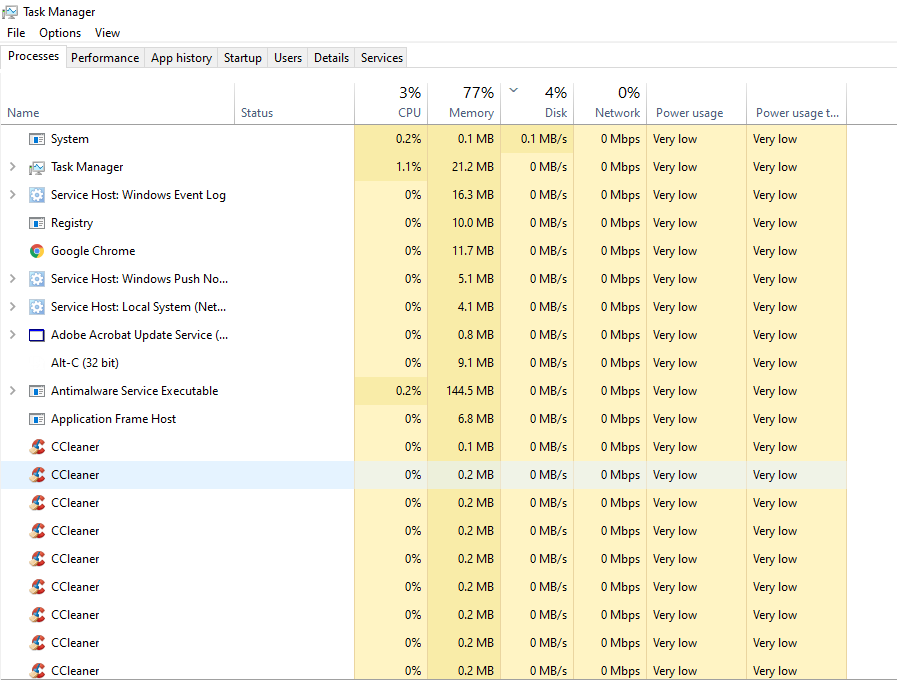 Task Manager
File Options View
Processes Performance App history Startup Users Details Services
3% 77% 4% 0%
Name Status CPU Memory Disk Network Power usage Power usage t...
System 0.2% 0.1 MB 0.1 MB/s 0 Mbps Very low Very low
Task Manager 1.1% 21.2 MB 0 MB/s 0 Mbps Very low Very low
Service Host: Windows Event Log 0% 16.3 MB 0 MB/s 0 Mbps Very low Very low
Registry 0% 10.0 MB 0 MB/s 0 Mbps Very low Very low
Google Chrome 0% 11.7 MB 0 MB/s 0 Mbps Very low Very low
Service Host: Windows Push No... 0% 5.1 MB 0 MB/s 0 Mbps Very low Very low
Service Host: Local System (Net... 0% 4.1 MB 0 MB/s 0 Mbps Very low Very low
Adobe Acrobat Update Service (... 0% 0.8 MB 0 MB/s 0 Mbps Very low Very low
Alt-C (32 bit) 0% 9.1 MB 0 MB/s 0 Mbps Very low Very low
Antimalware Service Executable 0.2% 144.5 MB 0 MB/s 0 Mbps Very low Very low
Application Frame Host 0% 6.8 MB 0 MB/s 0 Mbps Very low Very low
CCleaner 0% 0.1 MB 0 MB/s 0 Mbps Very low Very low
CCleaner 0% 0.2 MB 0 MB/s 0 Mbps Very low Very low
CCleaner 0% 0.2 MB 0 MB/s 0 Mbps Very low Very low
CCleaner 0% 0.2 MB 0 MB/s 0 Mbps Very low Very low
CCleaner 0% 0.2 MB 0 MB/s 0 Mbps Very low Very low
CCleaner 0% 0.2 MB 0 MB/s 0 Mbps Very low Very low
CCleaner 0% 0.2 MB 0 MB/s 0 Mbps Very low Very low
CCleaner 0% 0.2 MB 0 MB/s 0 Mbps Very low Very low
CCleaner 0% 0.2 MB 0 MB/s 0 Mbps Very low Very low